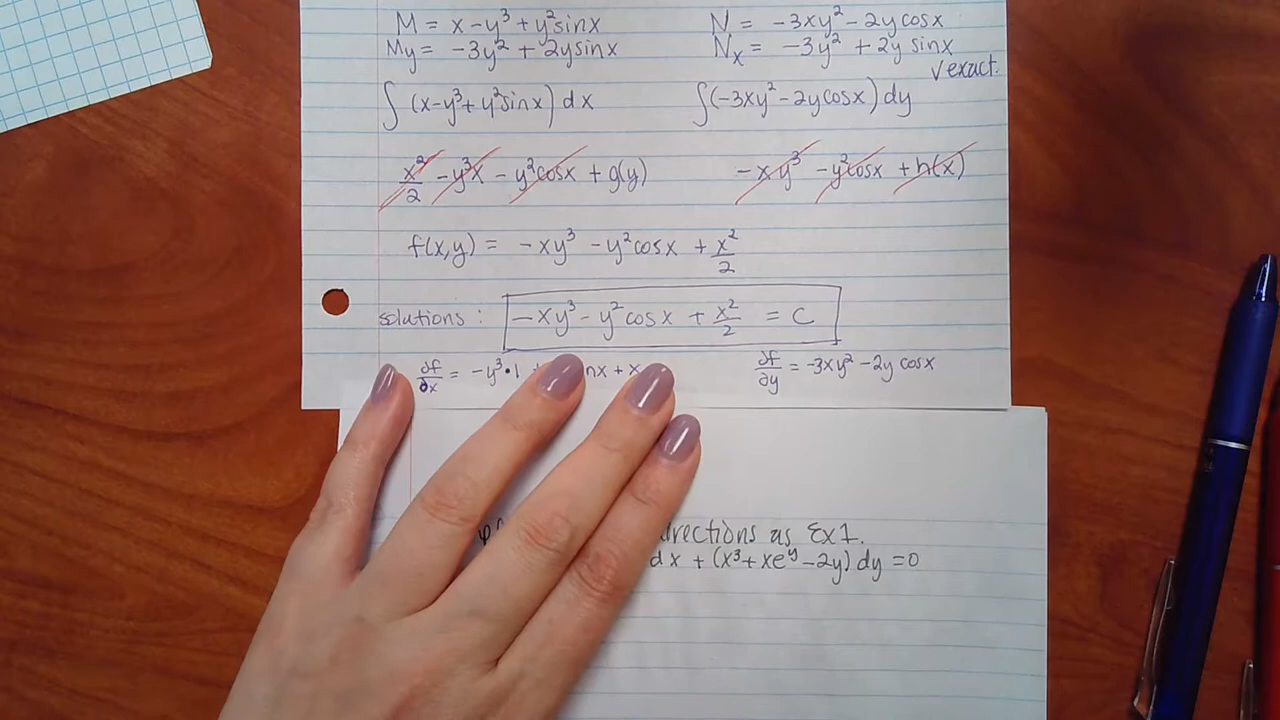 M = x - y³ + y²sinx N = -3xy² - 2y cosx
My = -3y² + 2ysinx Nx = -3y² + 2y sinx
√exact.
∫(x-y³+y²sinx)dx ∫(-3xy²-2ycosx)dy
x²/2 - y³x - y²cosx + g(y) -xy³ - y²cosx + h(x)
f(x,y) = -xy³ - y²cosx + x²/2
solutions: -xy³ - y²cosx + x²/2 = C
∂f/∂x = -y³•1 nx + x ∂f/∂y = -3xy² - 2y cosx
as Ex1.
dx + (x³+xe^y-2y)dy = 0